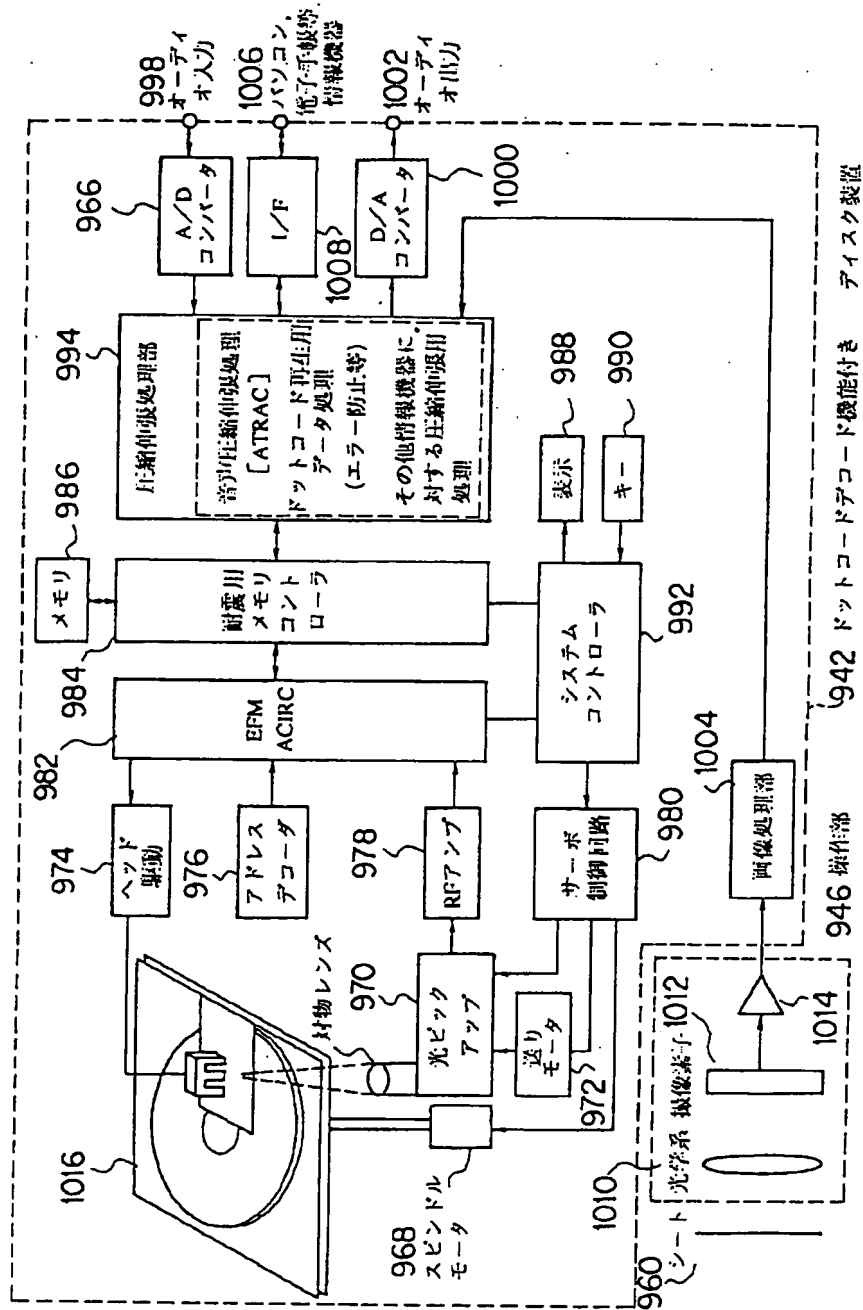 998
オーディ
オ入力
1006
パソコン,
電子手帳等
情報機器
1002
オーディ
オ出力
966
A/D
コンバータ
I/F
1008
D/A
コンバータ
1000
994
圧縮伸張処理部
音声圧縮伸張処理
[ATRAC]
ドットコード再生用
データ処理
(エラー防止等)
その他情報機器に
対する圧縮伸張用
処理
986
メモリ
984
耐震用
メモリ
コント
ローラ
982
EFM
ACIRC
988
表示
990
キー
992
システム
コントローラ
974
ヘッド
駆動
976
アドレス
デコーダ
978
RFアンプ
980
サーボ
制御回路
対物レンズ
970
光ピック
アップ
送り
モータ
972
1016
968
スピンドル
モータ
1004
画像処理部
1014
1012
撮像素子
光学系
1010
シート
960
946 操作部
942 ドットコードデコード機能付き ディスク装置